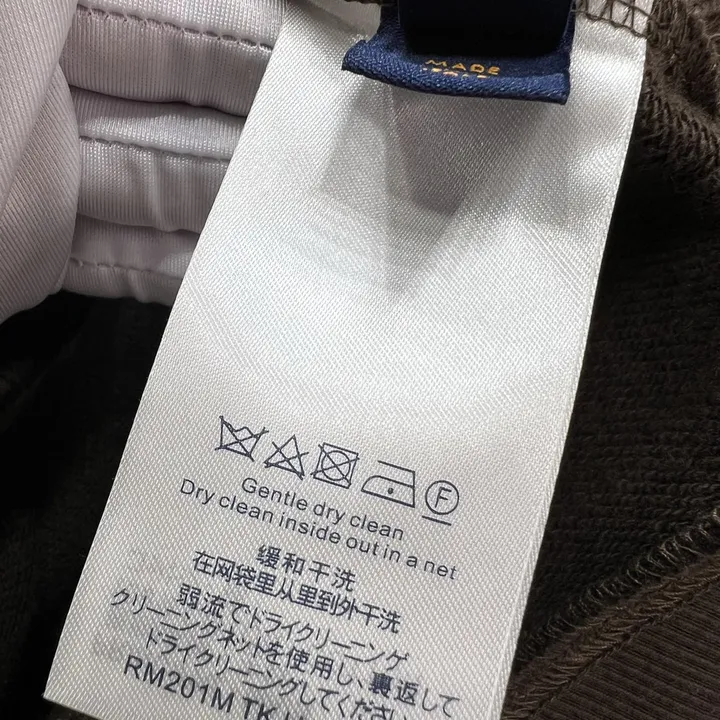 MADE
Gentle dry clean
Dry clean inside out in a net
缓和干洗
在网袋里从里到外干洗
弱流でドライクリーニング
クリーニングネットを使用し、裏返して
ドライクリーニングしてください
RM201M TK